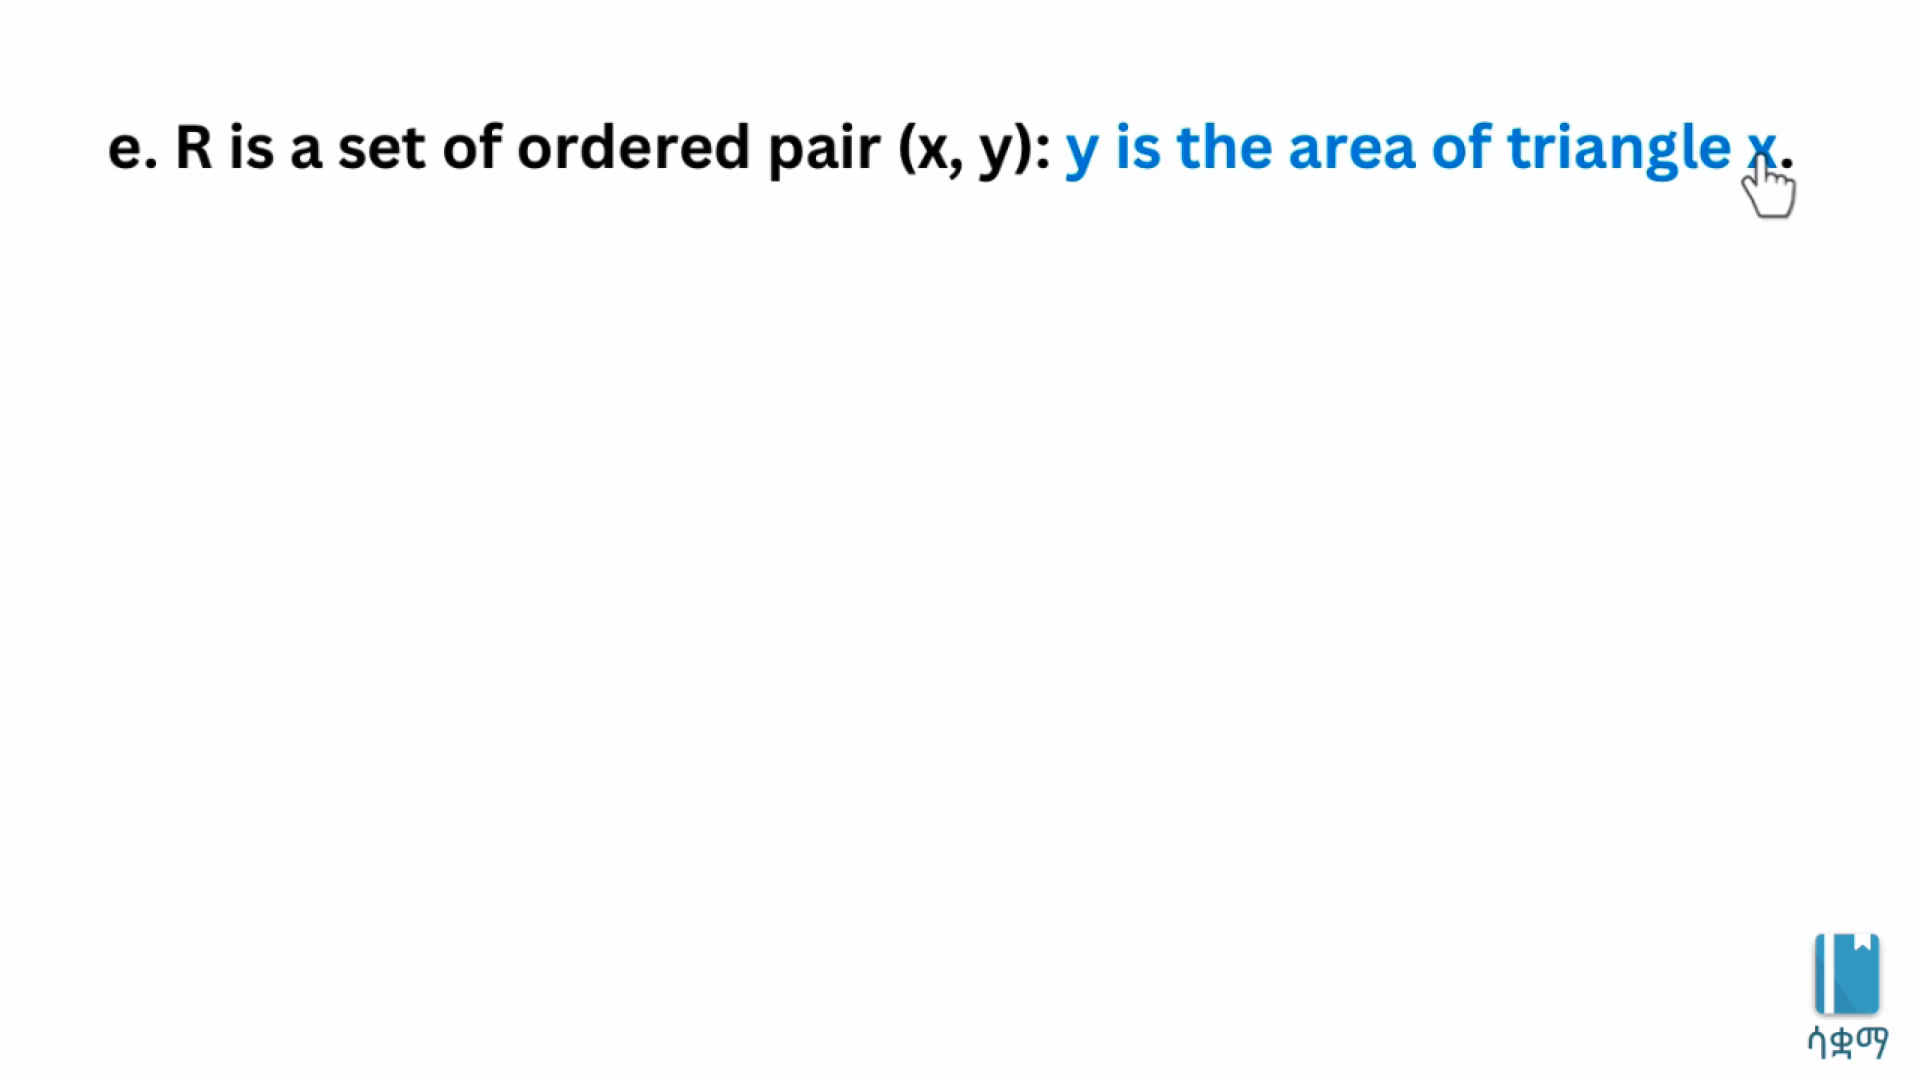 e. R is a set of ordered pair (x, y): y is the area of triangle x.
ሳቋማ